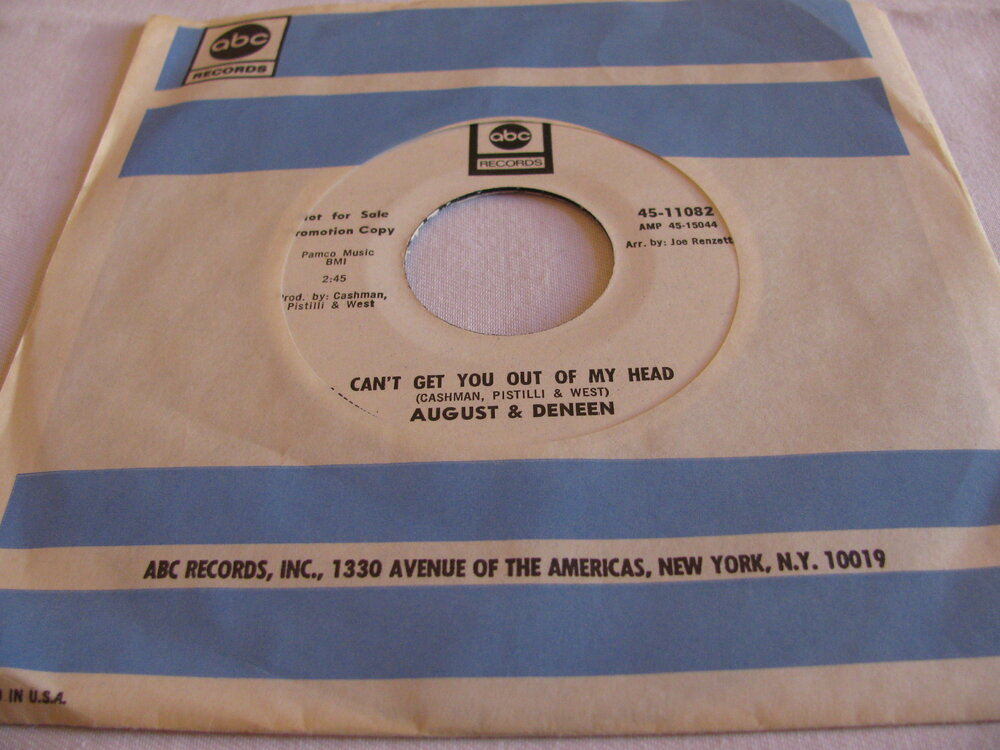 abc
RECORDS
abc
RECORDS
ot for Sale
romotion Copy
Pamco Music
BMI
2:45
rod. by: Cashman,
Pistilli & West
45-11082
AMP 45-15044
Arr. by: Joe Renzett
CAN'T GET YOU OUT OF MY HEAD
(CASHMAN, PISTILLI & WEST)
AUGUST & DENEEN
ABC RECORDS, INC., 1330 AVENUE OF THE AMERICAS, NEW YORK, N.Y. 10019
IN U.S.A.